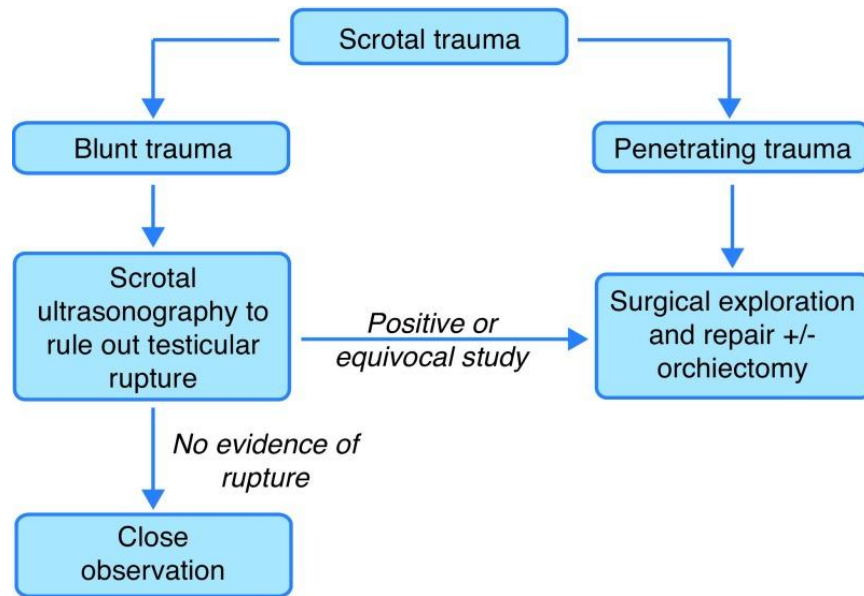 Scrotal trauma
Blunt trauma
Penetrating trauma
Scrotal
ultrasonography to
rule out testicular
rupture
Positive or
equivocal study
Surgical exploration
and repair +/-
orchiectomy
No evidence of
rupture
Close
observation